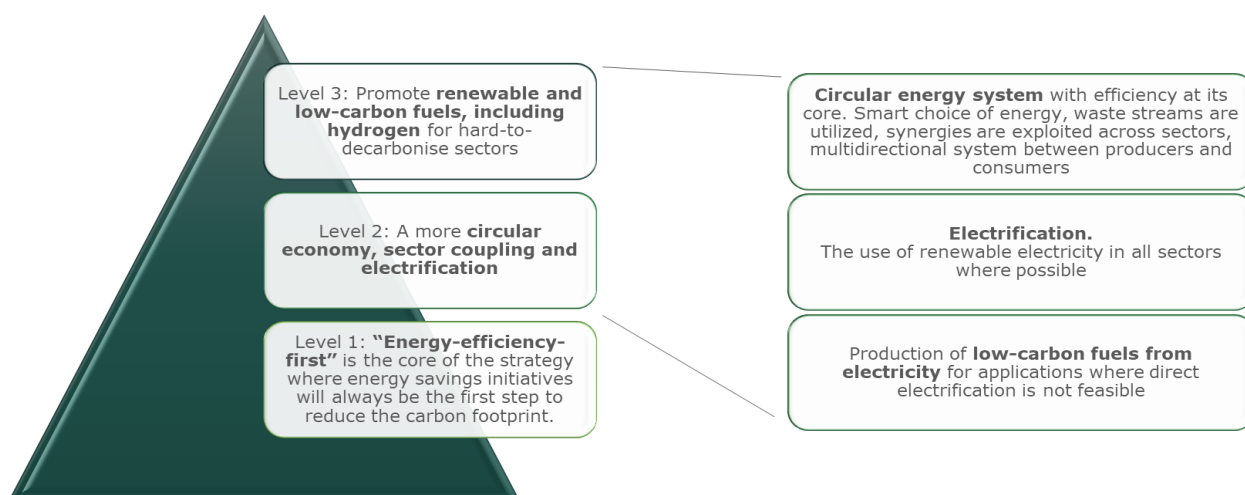 Level 3: Promote renewable and
low-carbon fuels, including
hydrogen for hard-to-
decarbonise sectors
Level 2: A more circular
economy, sector coupling and
electrification
Level 1: “Energy-efficiency-
first” is the core of the strategy
where energy savings initiatives
will always be the first step to
reduce the carbon footprint.
Circular energy system with efficiency at its
core. Smart choice of energy, waste streams are
utilized, synergies are exploited across sectors,
multidirectional system between producers and
consumers
Electrification.
The use of renewable electricity in all sectors
where possible
Production of low-carbon fuels from
electricity for applications where direct
electrification is not feasible